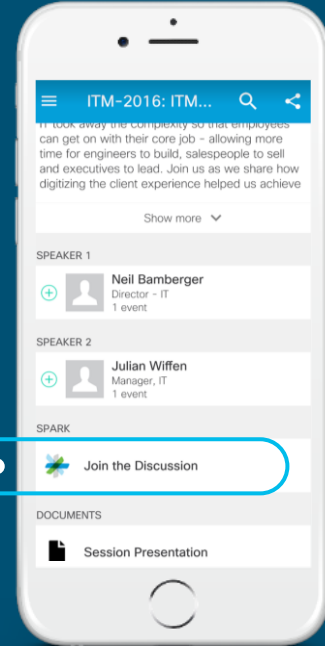 ITM-2016: ITM...
IT took away the complexity so that employees
can get on with their core job - allowing more
time for engineers to build, salespeople to sell
and executives to lead. Join us as we share how
digitizing the client experience helped us achieve
Show more
SPEAKER 1
Neil Bamberger
Director - IT
1 event
SPEAKER 2
Julian Wiffen
Manager, IT
1 event
SPARK
Join the Discussion
DOCUMENTS
Session Presentation